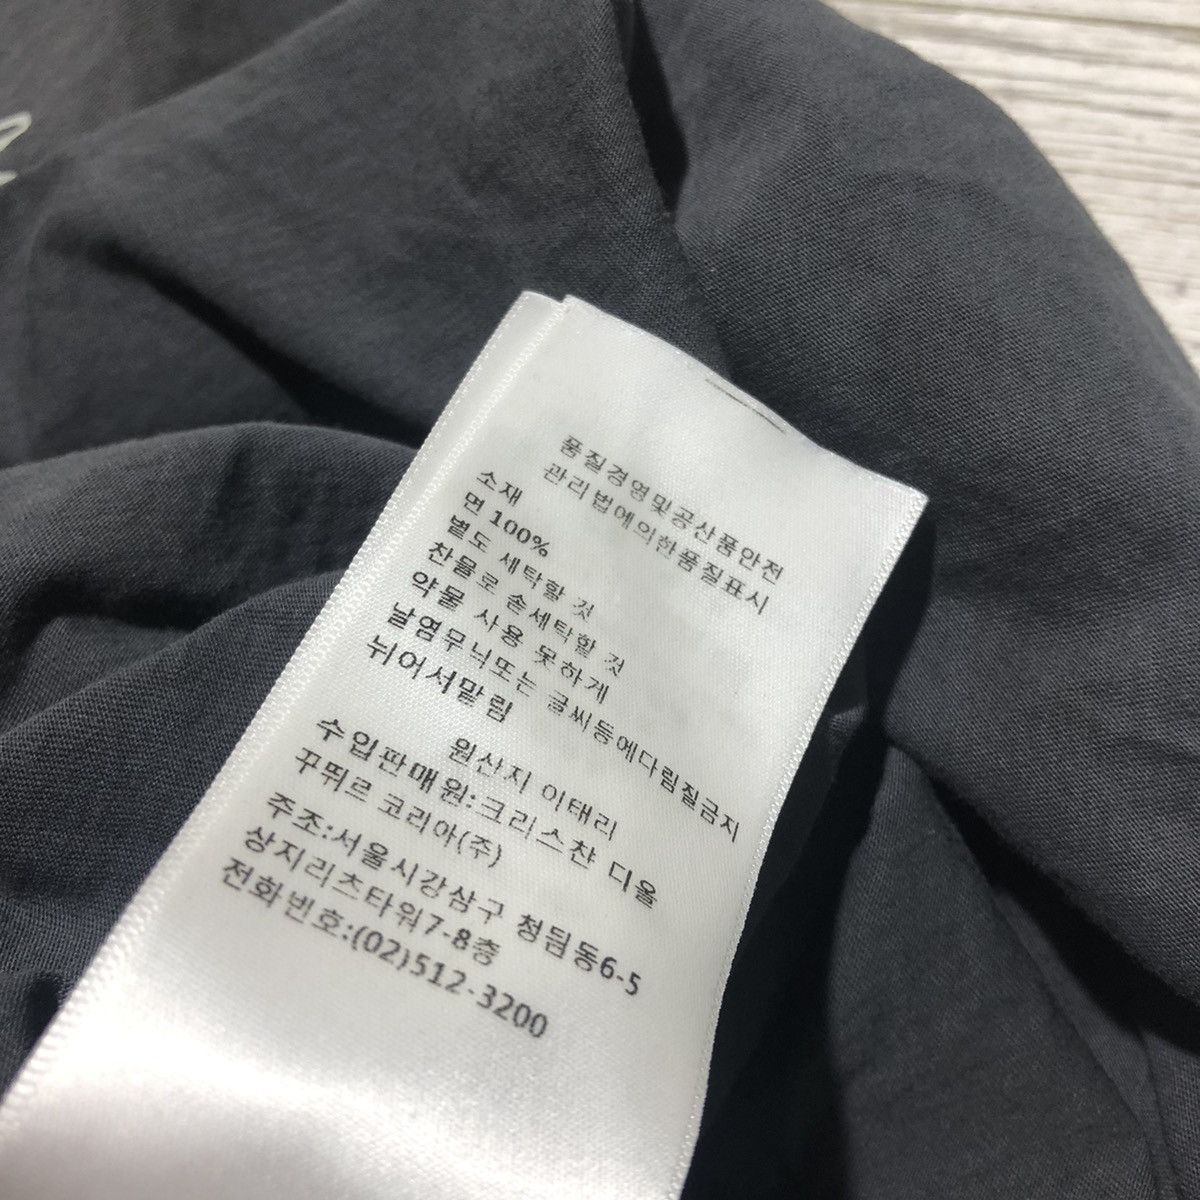 품질경영및공산품안전
관리법에의한품질표시
소재
면 100%
별도 세탁할 것
찬물로 손세탁할 것
약물 사용 못하게
날염무늬또는 글씨등에다림질금지
뉘어서말림
원산지 이태리
수입판매원:크리스챤 디올
꾸뛰르 코리아(주)
주조:서울시강삼구 청딤동6-5
상지리츠타워7-8층
전화번호:(02)512-3200